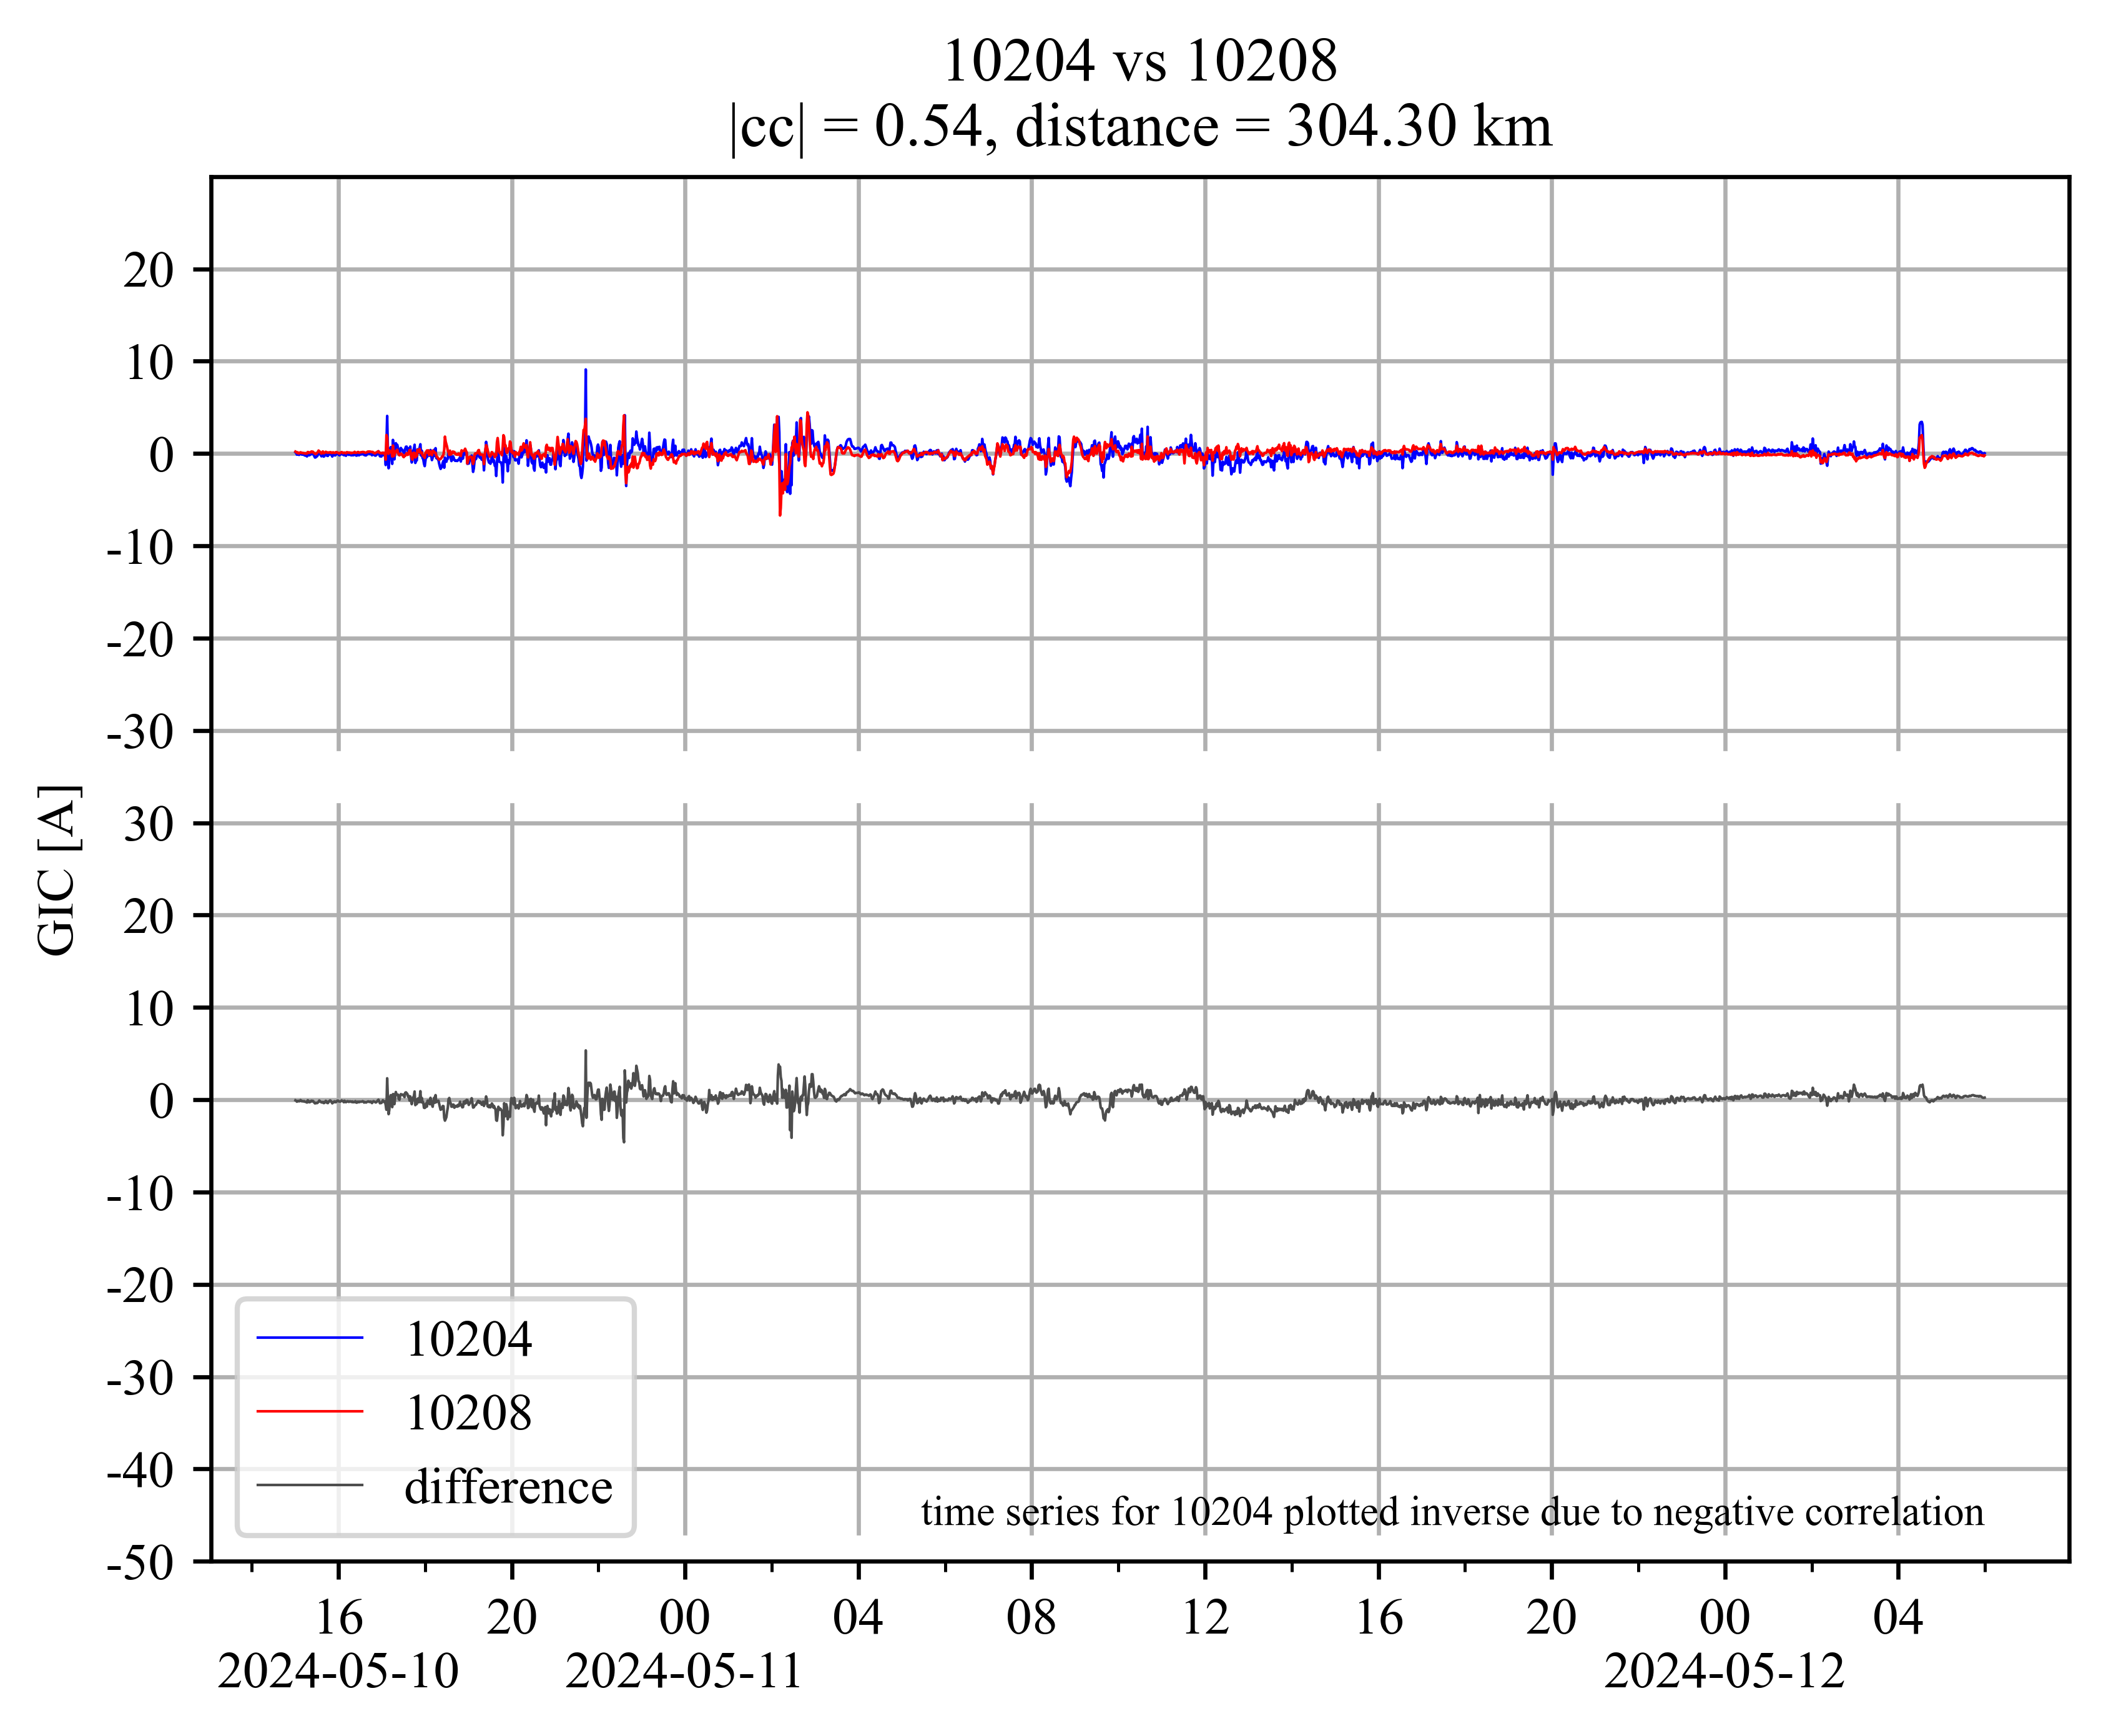 10204 vs 10208
|cc| = 0.54, distance = 304.30 km
GIC [A]
20
10
0
-10
-20
-30
30
20
10
0
-10
-20
-30
-40
-50
10204
10208
difference
time series for 10204 plotted inverse due to negative correlation
16 20 00 04 08 12 16 20 00 04
2024-05-10 2024-05-11 2024-05-12